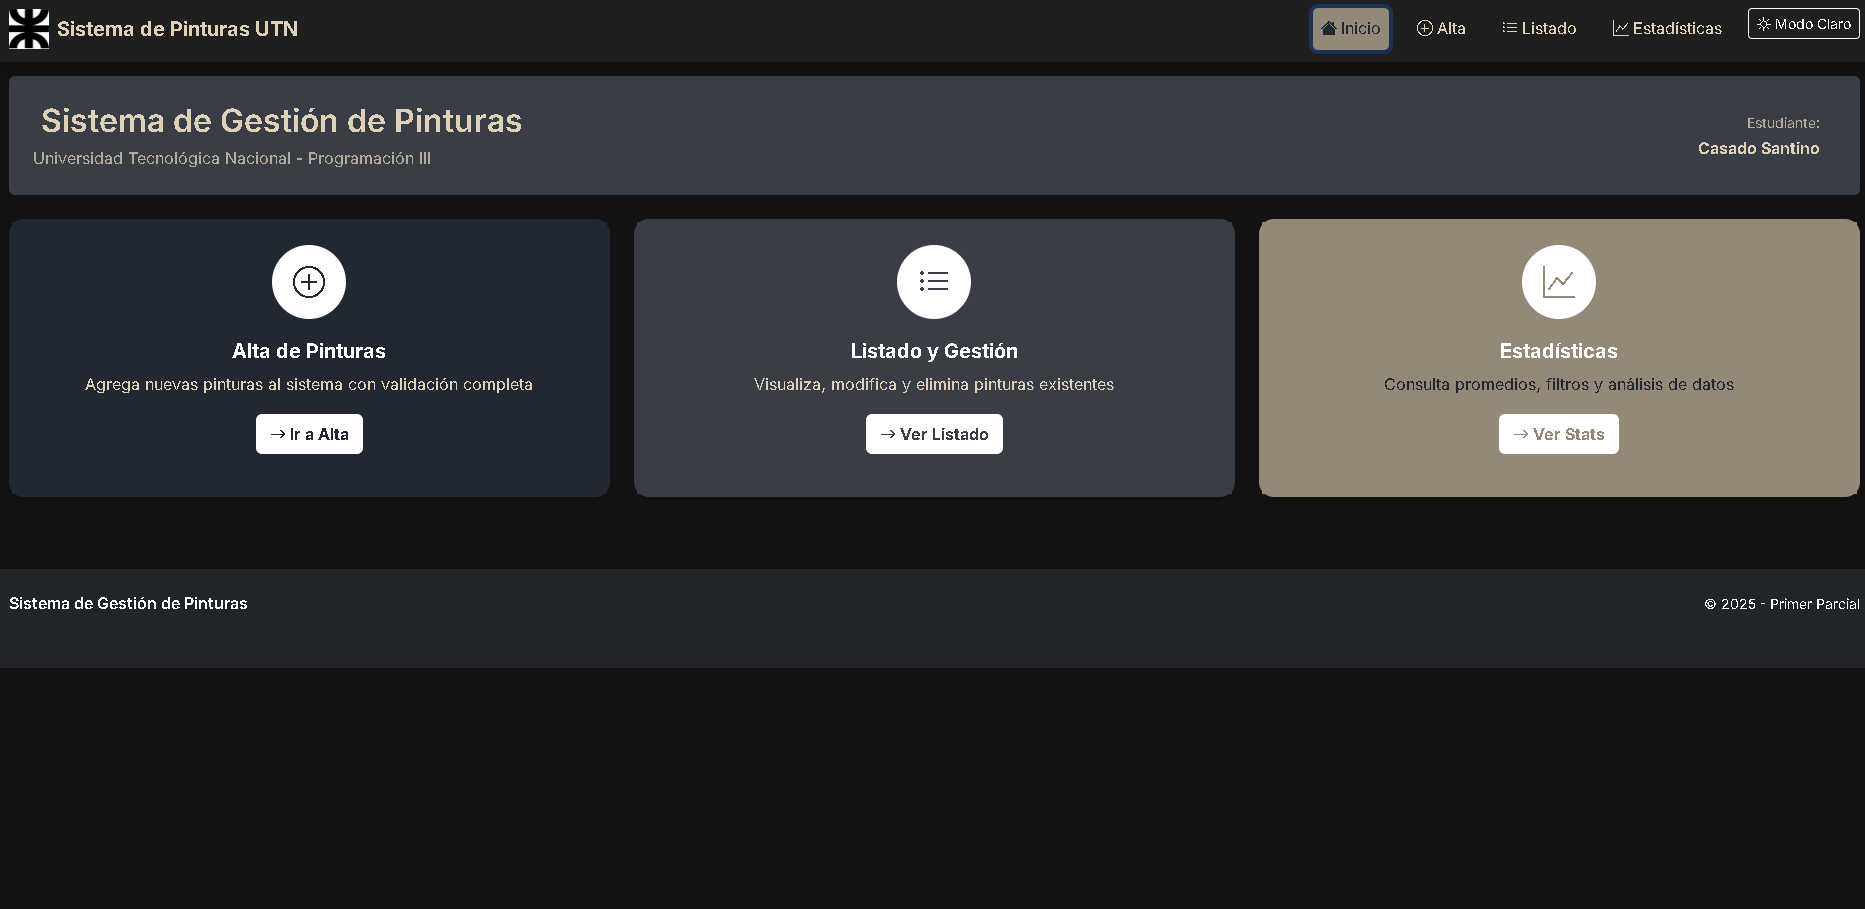 Sistema de Pinturas UTN
Inicio
Alta
Listado
Estadísticas
Modo Claro
Sistema de Gestión de Pinturas
Universidad Tecnológica Nacional - Programación III
Estudiante:
Casado Santino
Alta de Pinturas
Agrega nuevas pinturas al sistema con validación completa
→ Ir a Alta
Listado y Gestión
Visualiza, modifica y elimina pinturas existentes
→ Ver Listado
Estadísticas
Consulta promedios, filtros y análisis de datos
→ Ver Stats
Sistema de Gestión de Pinturas
© 2025 - Primer Parcial